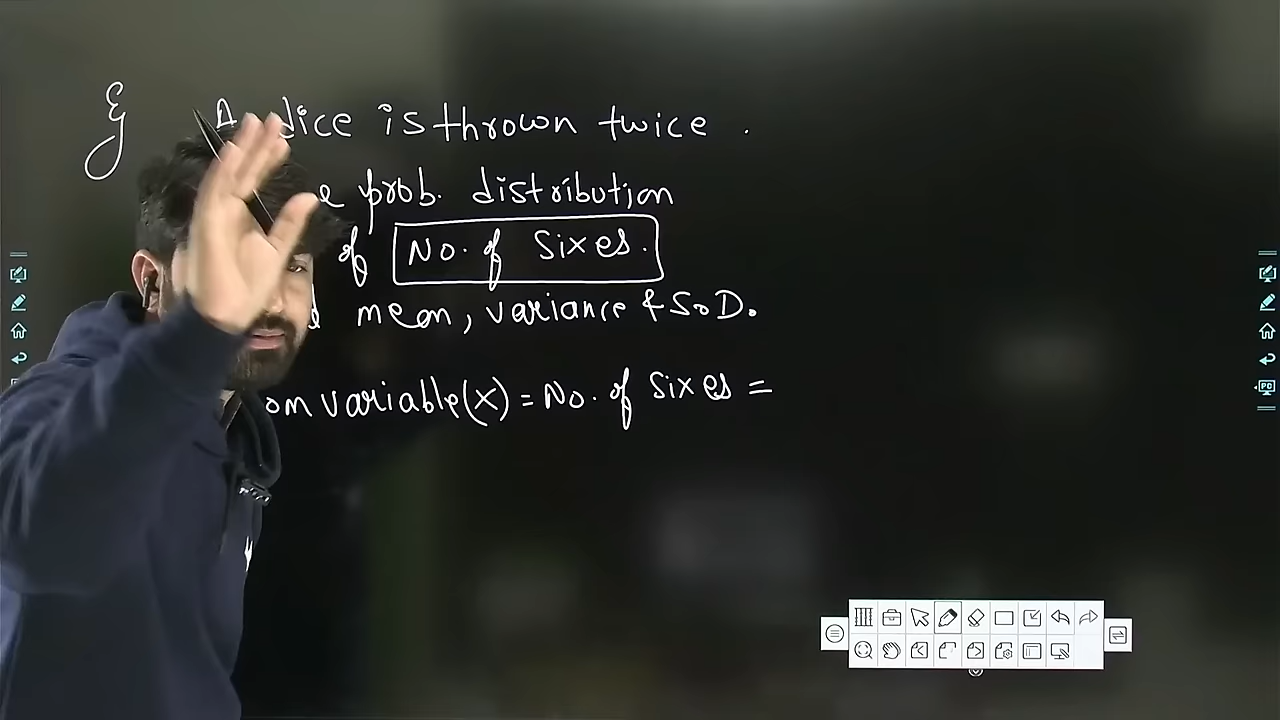 Eg A dice is thrown twice .
prob. distribution
of No. of Sixes.
mean, variance & S.D.
om variable(X) = No. of Sixes =